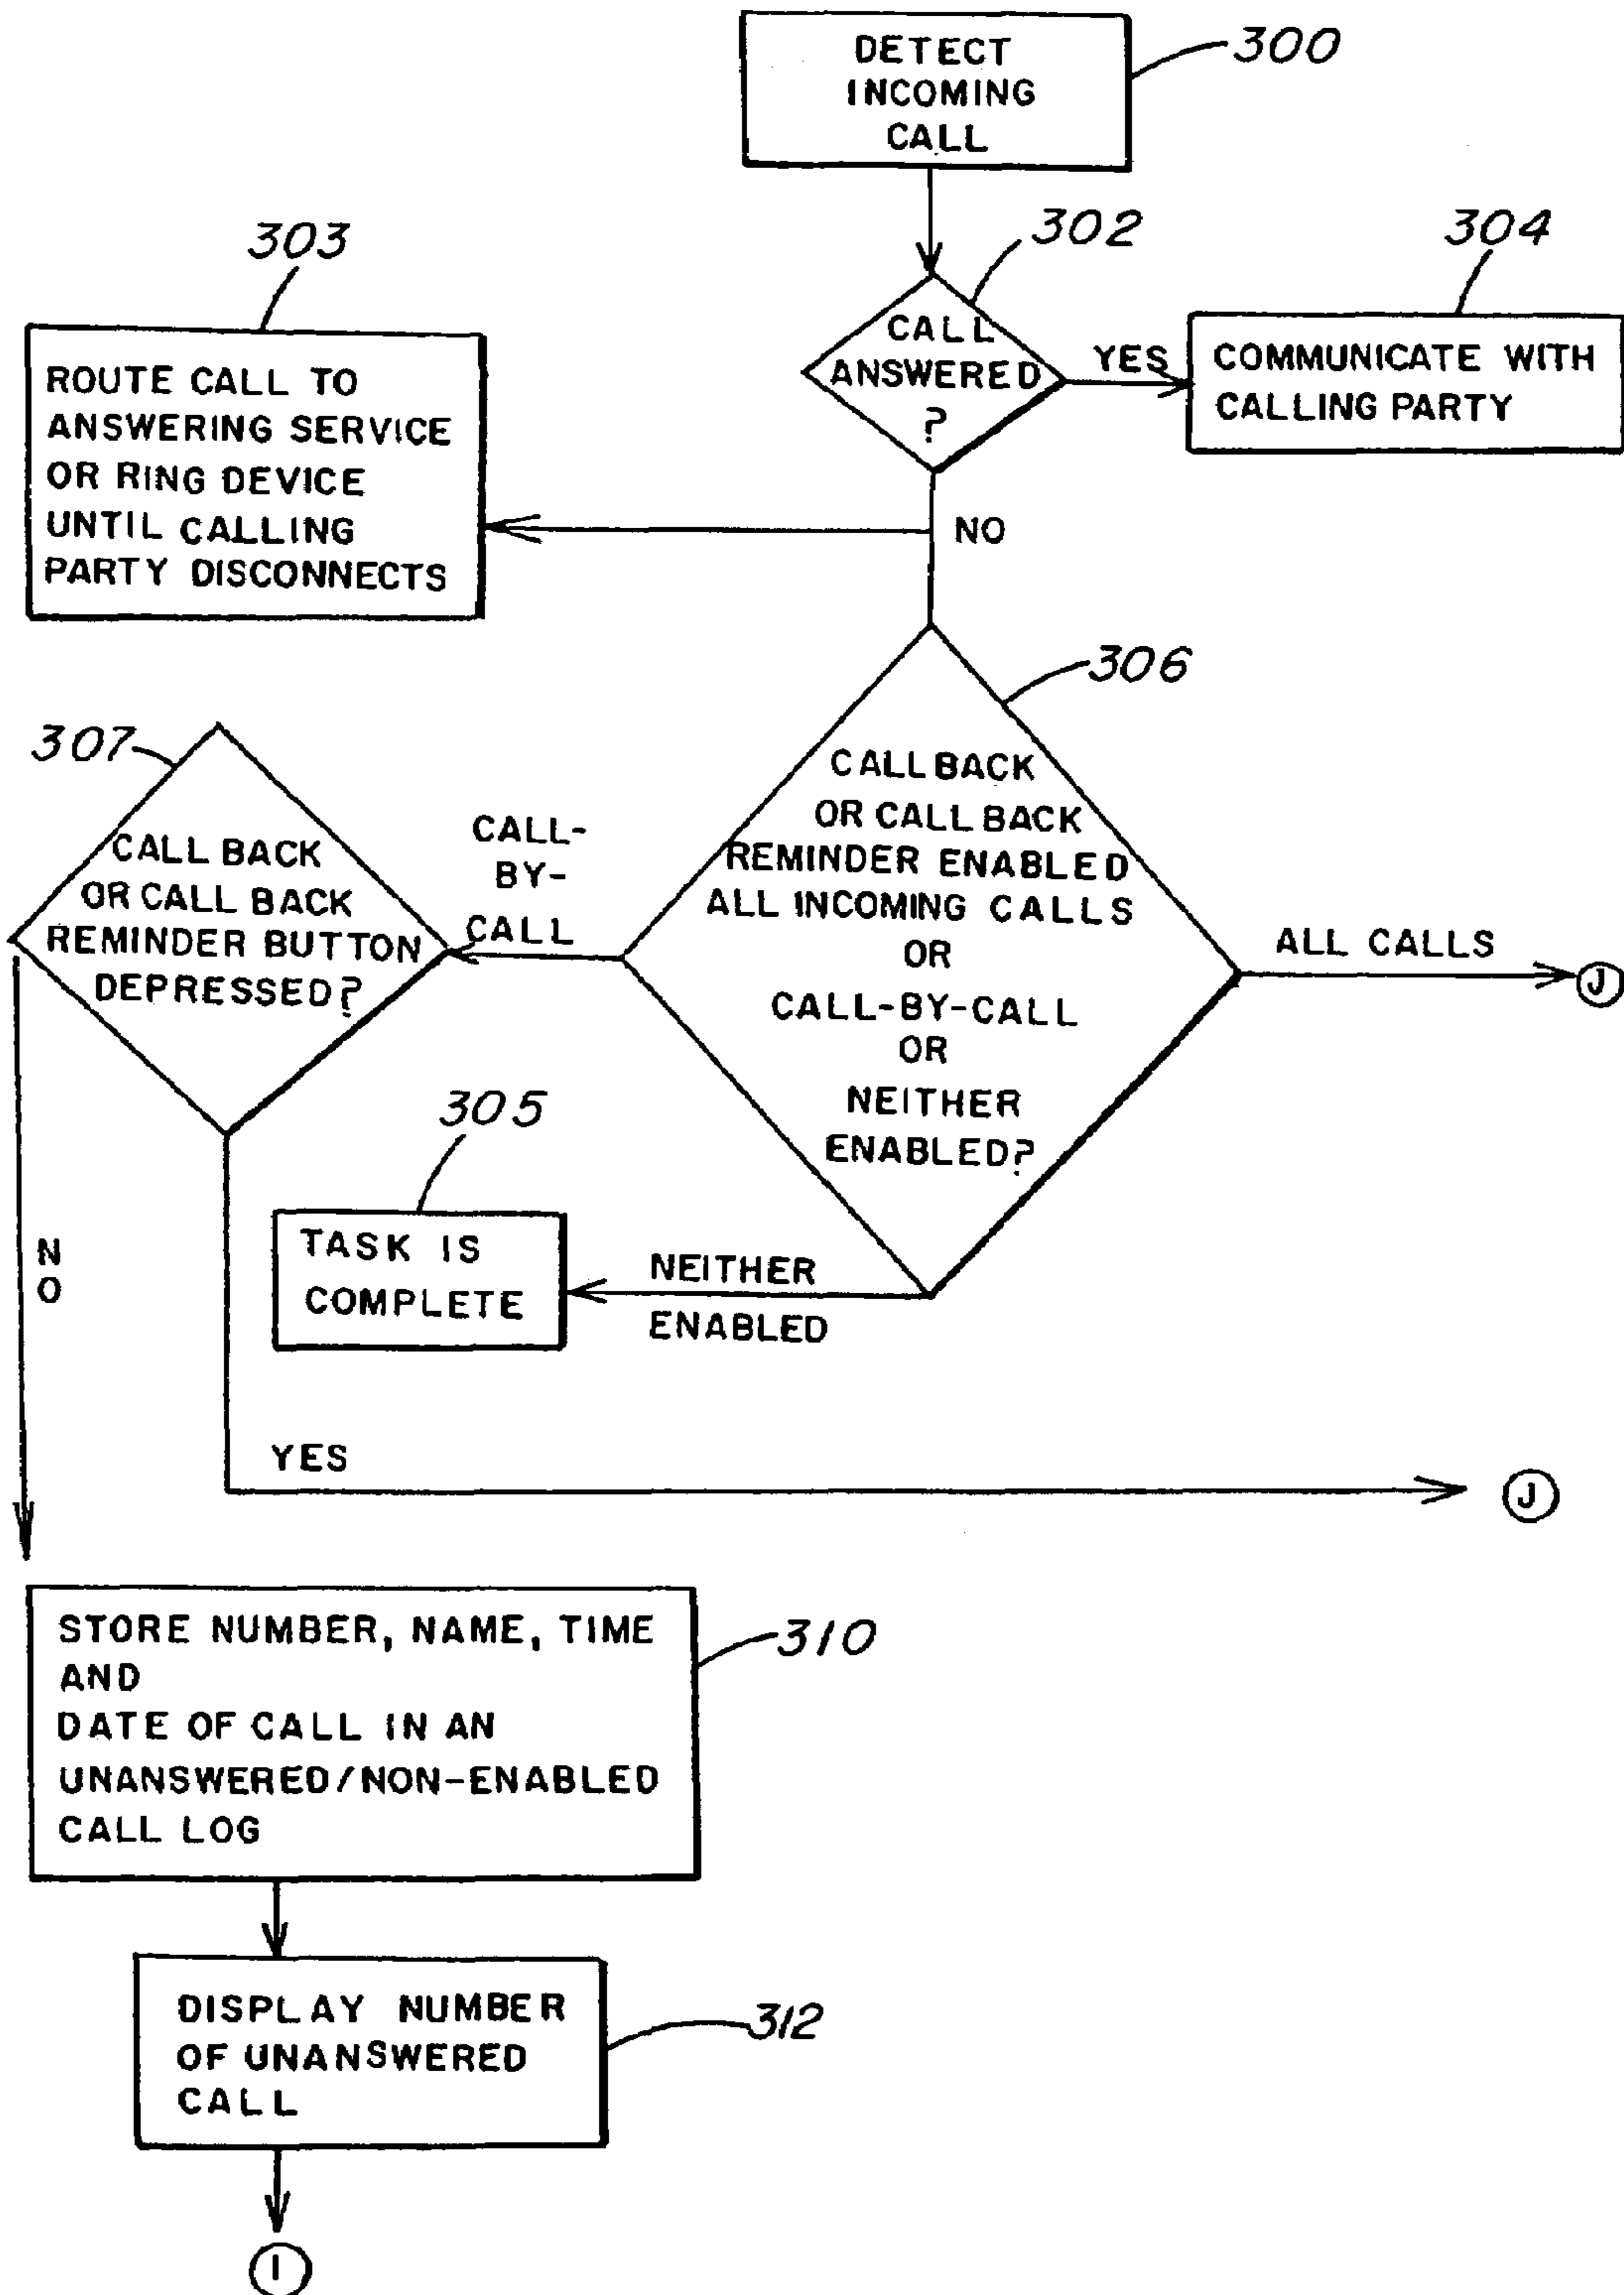 DETECT
INCOMING
CALL
300
302
303
304
CALL
ANSWERED
?
YES
COMMUNICATE WITH
CALLING PARTY
ROUTE CALL TO
ANSWERING SERVICE
OR RING DEVICE
UNTIL CALLING
PARTY DISCONNECTS
NO
306
307
CALL BACK
OR CALL BACK
REMINDER ENABLED
ALL INCOMING CALLS
OR
CALL-BY-CALL
OR
NEITHER
ENABLED?
CALL-
BY-
CALL
CALL BACK
OR CALL BACK
REMINDER BUTTON
DEPRESSED?
ALL CALLS
J
305
TASK IS
COMPLETE
NEITHER
ENABLED
NO
YES
J
STORE NUMBER, NAME, TIME
AND
DATE OF CALL IN AN
UNANSWERED/NON-ENABLED
CALL LOG
310
DISPLAY NUMBER
OF UNANSWERED
CALL
312
I